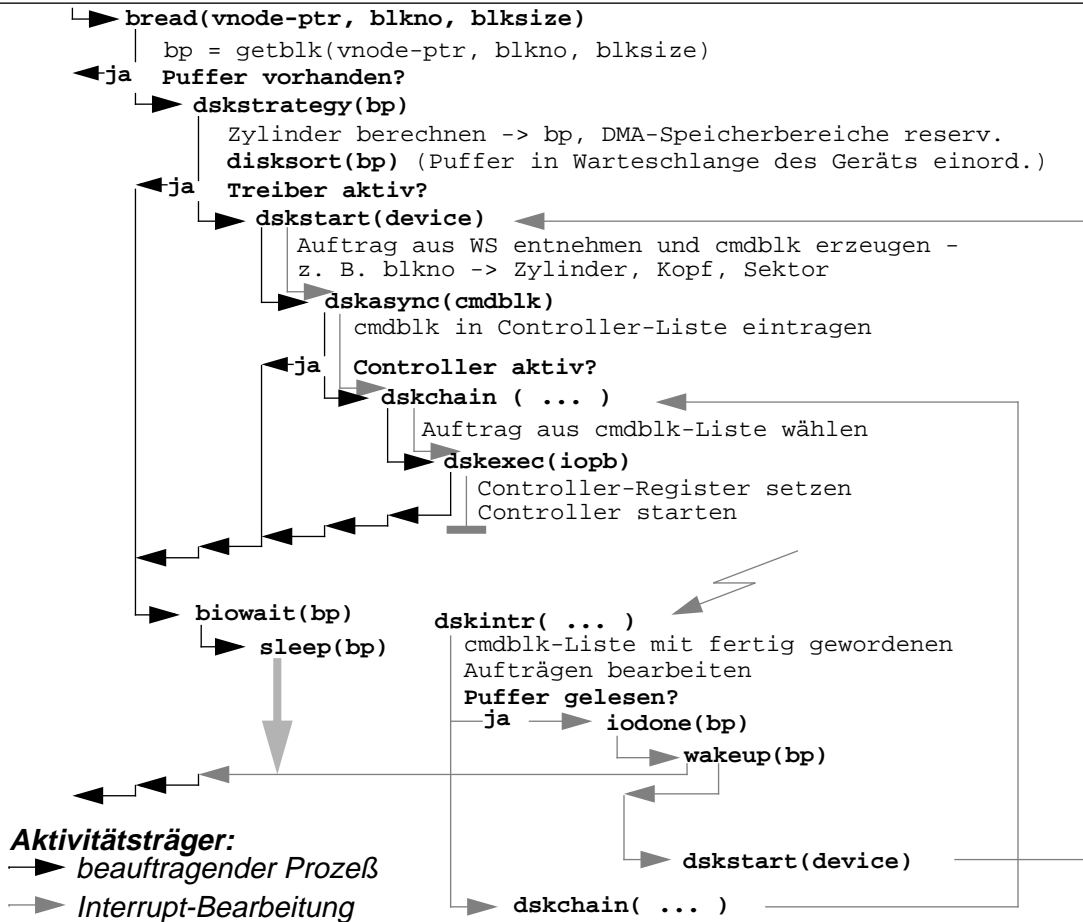 bread(vnode-ptr, blkno, blksize)
bp = getblk(vnode-ptr, blkno, blksize)
ja Puffer vorhanden?
dskstrategy(bp)
Zylinder berechnen -> bp, DMA-Speicherbereiche reserv.
disksort(bp) (Puffer in Warteschlange des Geräts einord.)
ja Treiber aktiv?
dskstart(device)
Auftrag aus WS entnehmen und cmdblk erzeugen -
z. B. blkno -> Zylinder, Kopf, Sektor
dskasync(cmdblk)
cmdblk in Controller-Liste eintragen
ja Controller aktiv?
dskchain ( ... )
Auftrag aus cmdblk-Liste wählen
dskexec(iopb)
Controller-Register setzen
Controller starten
biowait(bp)
sleep(bp)
dskintr( ... )
cmdblk-Liste mit fertig gewordenen
Aufträgen bearbeiten
Puffer gelesen?
ja iodone(bp)
wakeup(bp)
dskstart(device)
dskchain( ... )
Aktivitätsträger:
beauftragender Prozeß
Interrupt-Bearbeitung